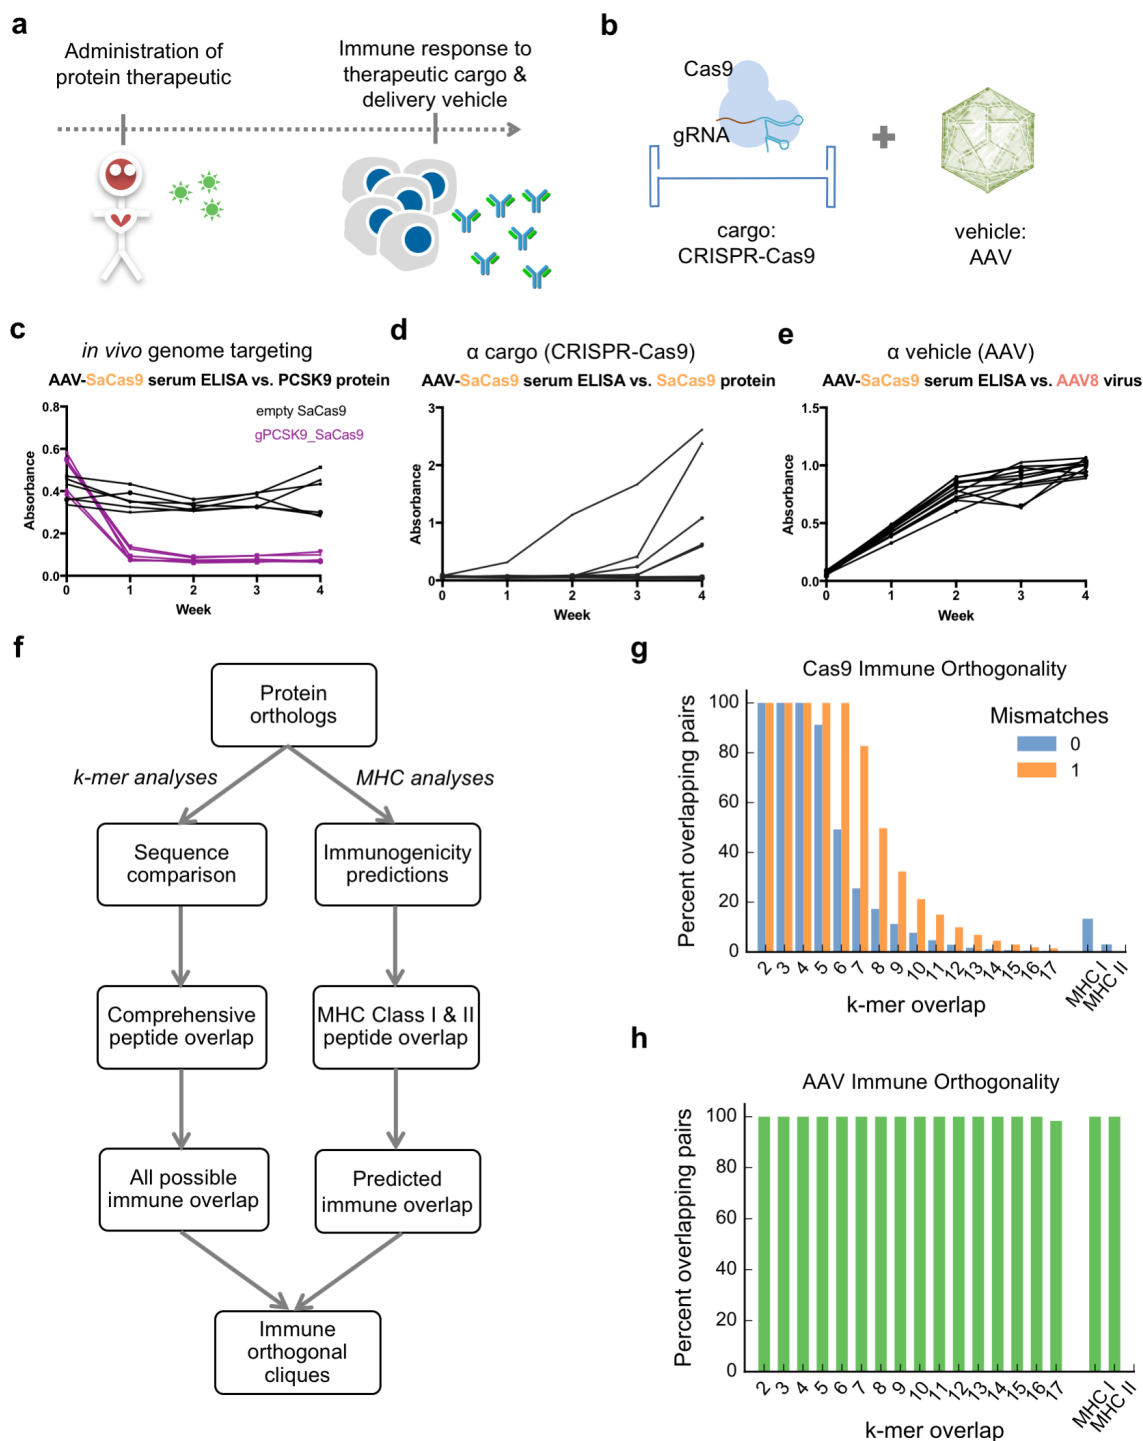 a
Administration of
protein therapeutic
Immune response to
therapeutic cargo &
delivery vehicle
b
Cas9
gRNA
cargo:
CRISPR-Cas9
vehicle:
AAV
c
in vivo genome targeting
AAV-SaCas9 serum ELISA vs. PCSK9 protein
empty SaCas9
gPCSK9_SaCas9
Absorbance
0.8
0.6
0.4
0.2
0.0
0 1 2 3 4
Week
d
α cargo (CRISPR-Cas9)
AAV-SaCas9 serum ELISA vs. SaCas9 protein
Absorbance
3
2
1
0
0 1 2 3 4
Week
e
α vehicle (AAV)
AAV-SaCas9 serum ELISA vs. AAV8 virus
Absorbance
1.5
1.0
0.5
0.0
0 1 2 3 4
Week
f
Protein
orthologs
k-mer analyses
MHC analyses
Sequence
comparison
Immunogenicity
predictions
Comprehensive
peptide overlap
MHC Class I & II
peptide overlap
All possible
immune overlap
Predicted
immune overlap
Immune
orthogonal
cliques
g
Cas9 Immune Orthogonality
Percent overlapping pairs
100
80
60
40
20
0
Mismatches
0
1
2 3 4 5 6 7 8 9 10 11 12 13 14 15 16 17 MHC I MHC II
k-mer overlap
h
AAV Immune Orthogonality
Percent overlapping pairs
100
80
60
40
20
0
2 3 4 5 6 7 8 9 10 11 12 13 14 15 16 17 MHC I MHC II
k-mer overlap